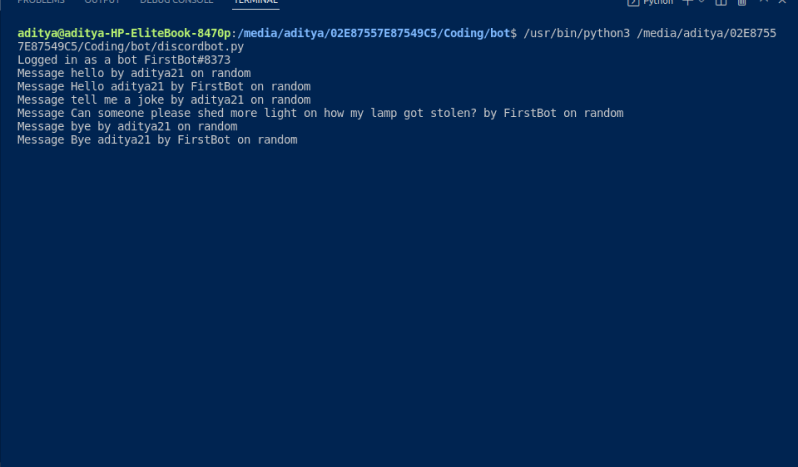 PROBLEMS OUTPUT DEBUG CONSOLE TERMINAL Python
aditya@aditya-HP-EliteBook-8470p:/media/aditya/02E87557E87549C5/Coding/bot$ /usr/bin/python3 /media/aditya/02E8755
7E87549C5/Coding/bot/discordbot.py
Logged in as a bot FirstBot#8373
Message hello by aditya21 on random
Message Hello aditya21 by FirstBot on random
Message tell me a joke by aditya21 on random
Message Can someone please shed more light on how my lamp got stolen? by FirstBot on random
Message bye by aditya21 on random
Message Bye aditya21 by FirstBot on random